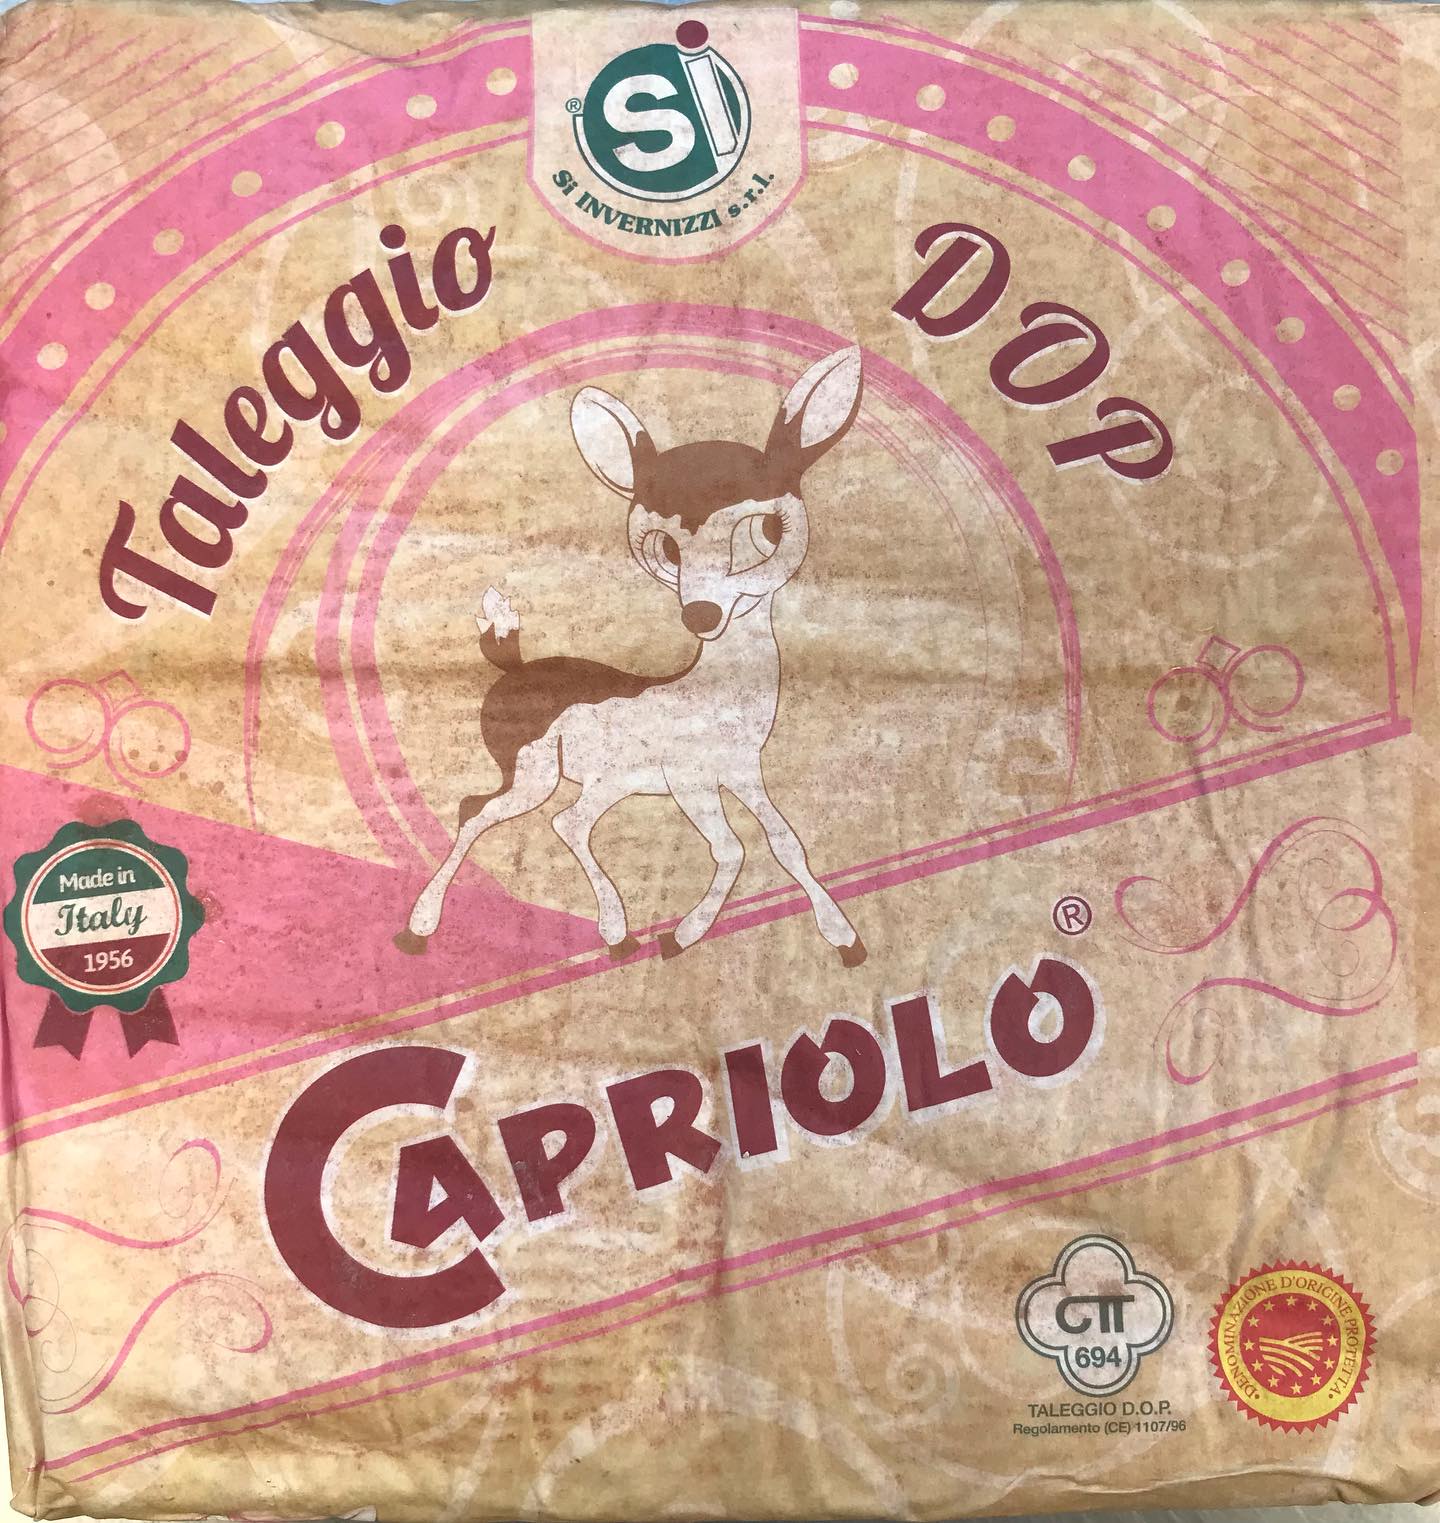 Si
®
Si INVERNIZZI s.r.l.
Taleggio DOP
Made in
Italy
1956
CAPRIOLO®
CTT
694
TALEGGIO D.O.P.
Regolamento (CE) 1107/96
DENOMINAZIONE D'ORIGINE PROTETTA